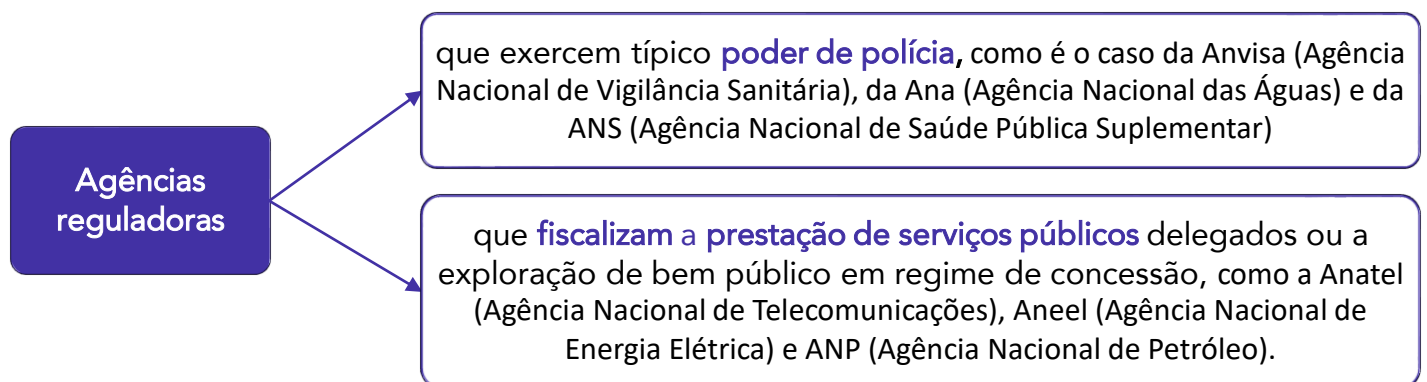 Agências
reguladoras
que exercem típico poder de polícia, como é o caso da Anvisa (Agência
Nacional de Vigilância Sanitária), da Ana (Agência Nacional das Águas) e da
ANS (Agência Nacional de Saúde Pública Suplementar)
que fiscalizam a prestação de serviços públicos delegados ou a
exploração de bem público em regime de concessão, como a Anatel
(Agência Nacional de Telecomunicações), Aneel (Agência Nacional de
Energia Elétrica) e ANP (Agência Nacional de Petróleo).